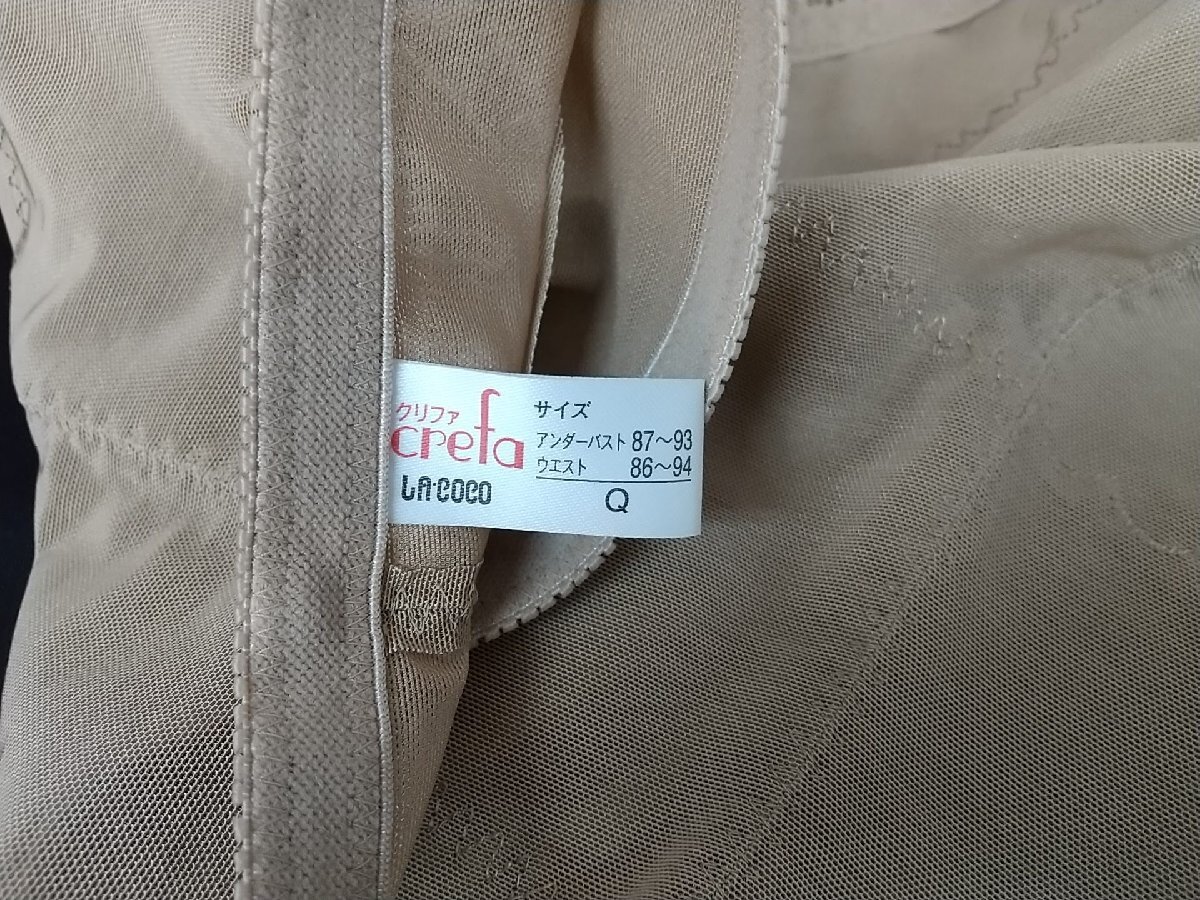 クリファ
crefa
LA・COCO
サイズ
アンダーバスト 87～93
ウエスト 86～94
Q